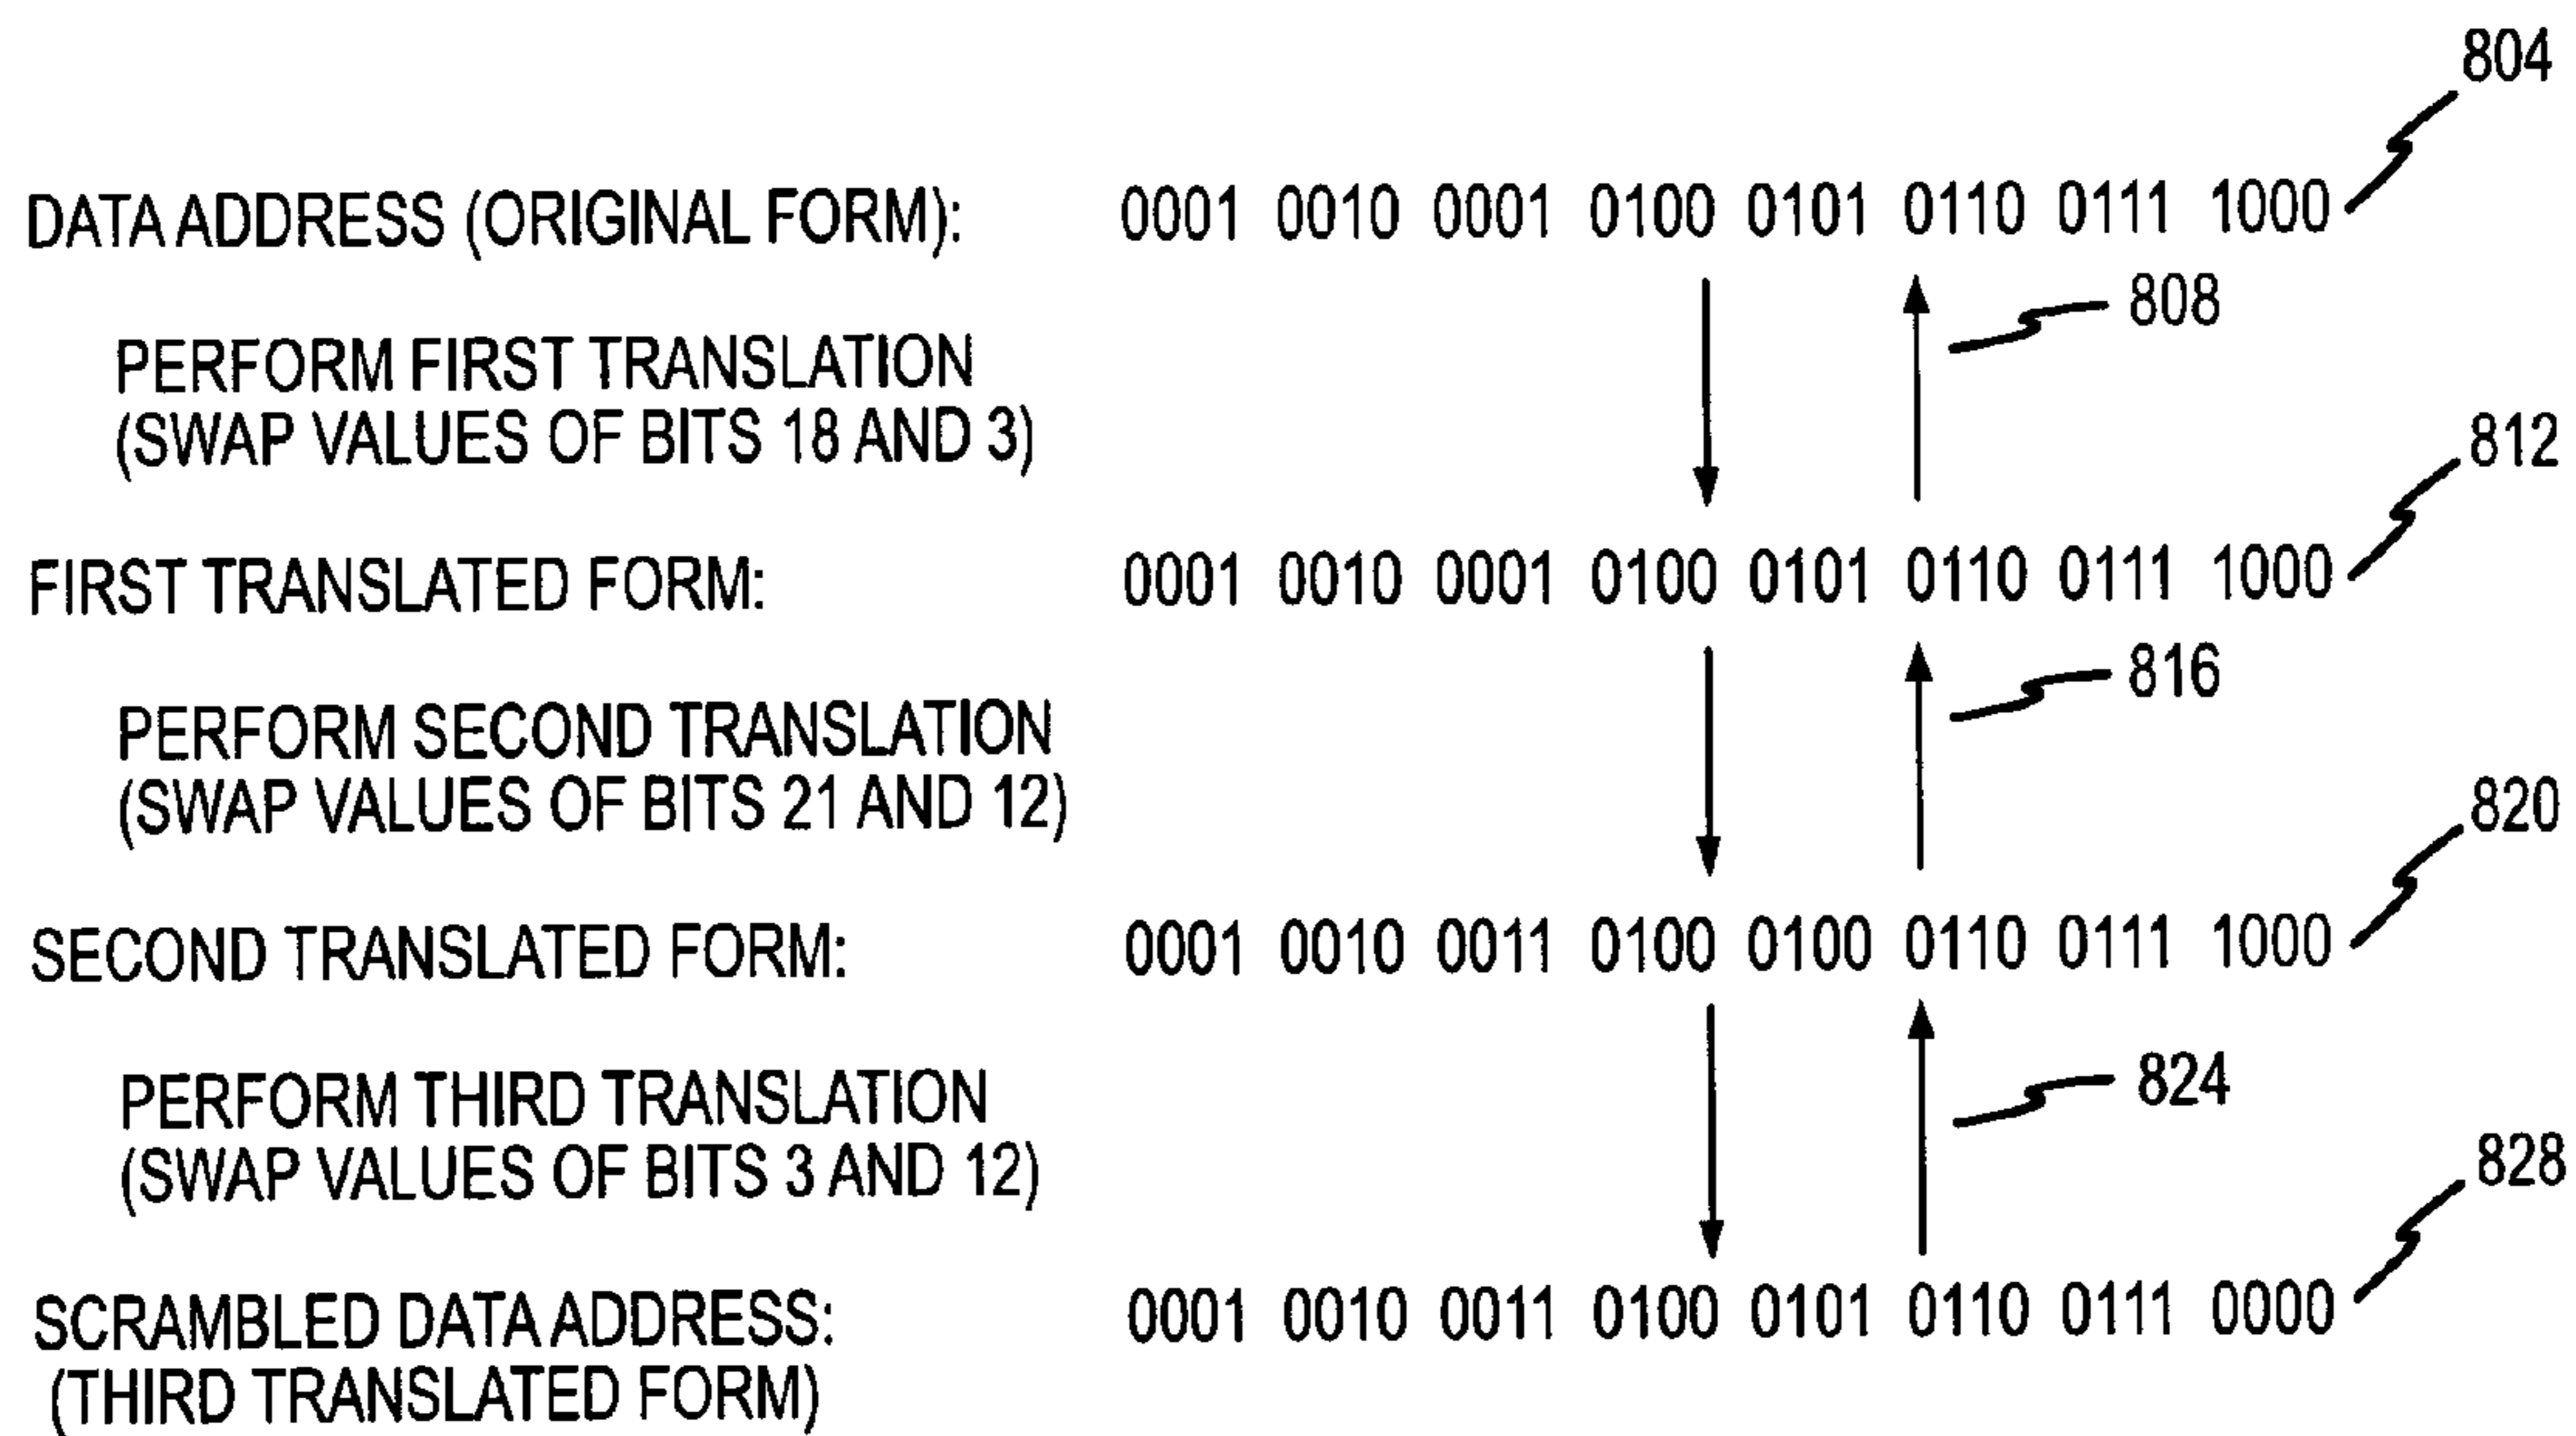 804
DATA ADDRESS (ORIGINAL FORM): 0001 0010 0001 0100 0101 0110 0111 1000
808
PERFORM FIRST TRANSLATION
(SWAP VALUES OF BITS 18 AND 3)
812
FIRST TRANSLATED FORM: 0001 0010 0001 0100 0101 0110 0111 1000
816
PERFORM SECOND TRANSLATION
(SWAP VALUES OF BITS 21 AND 12)
820
SECOND TRANSLATED FORM: 0001 0010 0011 0100 0100 0110 0111 1000
824
PERFORM THIRD TRANSLATION
(SWAP VALUES OF BITS 3 AND 12)
828
SCRAMBLED DATA ADDRESS: 0001 0010 0011 0100 0101 0110 0111 0000
(THIRD TRANSLATED FORM)